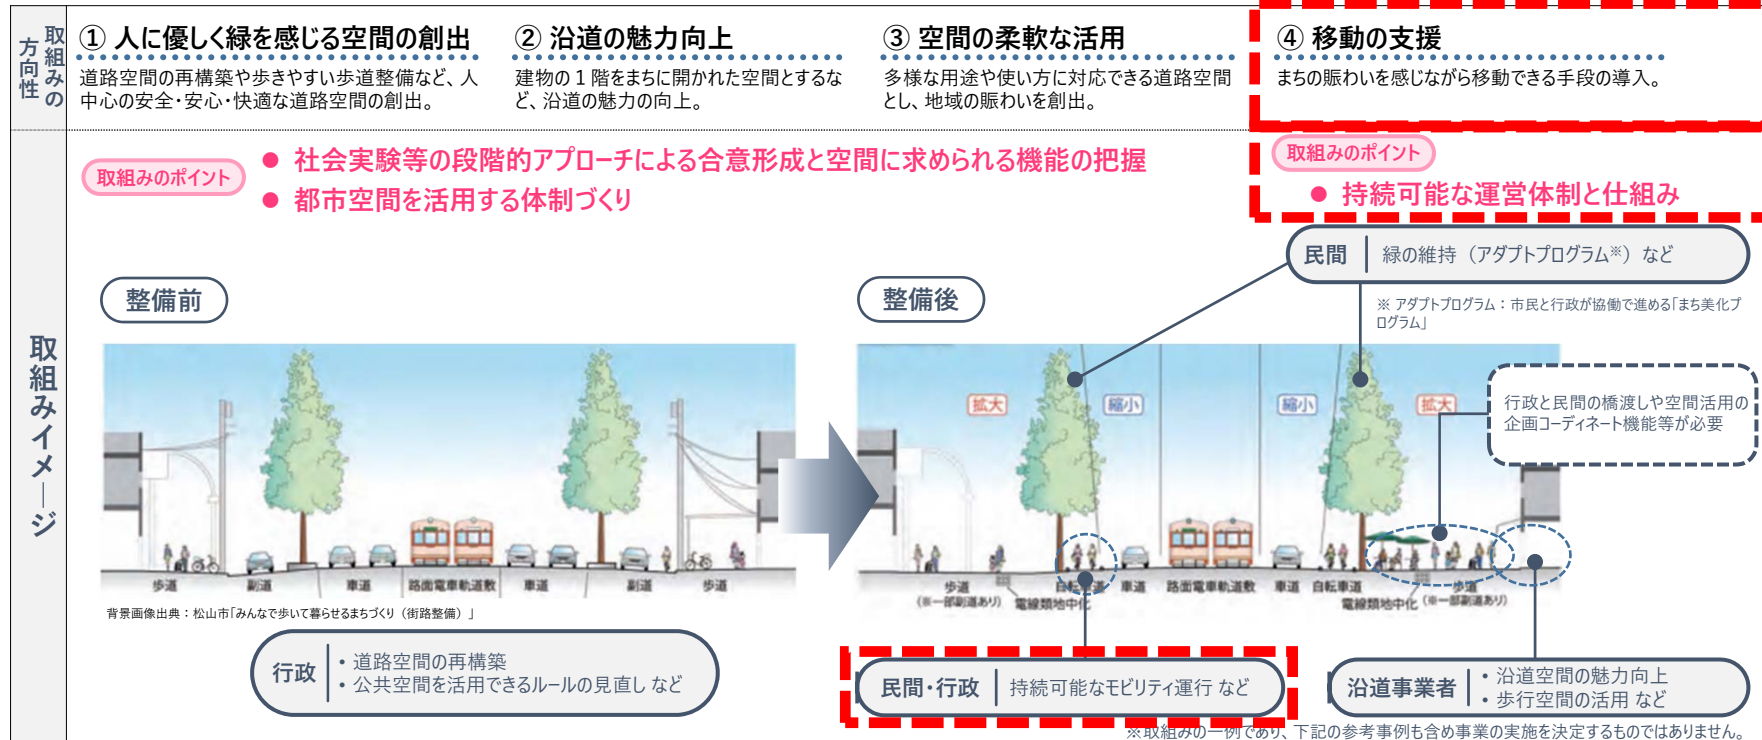 取組みの
方向性
① 人に優しく緑を感じる空間の創出
道路空間の再構築や歩きやすい歩道整備など、人
中心の安全・安心・快適な道路空間の創出。
② 沿道の魅力向上
建物の１階をまちに開かれた空間とするな
ど、沿道の魅力の向上。
③ 空間の柔軟な活用
多様な用途や使い方に対応できる道路空間
とし、地域の賑わいを創出。
④ 移動の支援
まちの賑わいを感じながら移動できる手段の導入。
取組みのポイント
● 社会実験等の段階的アプローチによる合意形成と空間に求められる機能の把握
● 都市空間を活用する体制づくり
取組みのポイント
● 持続可能な運営体制と仕組み
取組みイメージ
民間
緑の維持（アダプトプログラム※）など
※ アダプトプログラム：市民と行政が協働で進める「まち美化プ
ログラム」
整備前
整備後
拡大
縮小
縮小
拡大
行政と民間の橋渡しや空間活用の
企画コーディネート機能等が必要
歩道
副道
車道
路面電車軌道敷
車道
副道
歩道
歩道
(※一部副道あり)
電線類地中化
自転車道
車道
路面電車軌道敷
車道
自転車道
電線類地中化
歩道
(※一部副道あり)
背景画像出典：松山市「みんなで歩いて暮らせるまちづくり（街路整備）」
行政
・ 道路空間の再構築
・ 公共空間を活用できるルールの見直し など
民間・行政
持続可能なモビリティ運行 など
沿道事業者
・ 沿道空間の魅力向上
・ 歩行空間の活用 など
※取組みの一例であり、下記の参考事例も含め事業の実施を決定するものではありません。